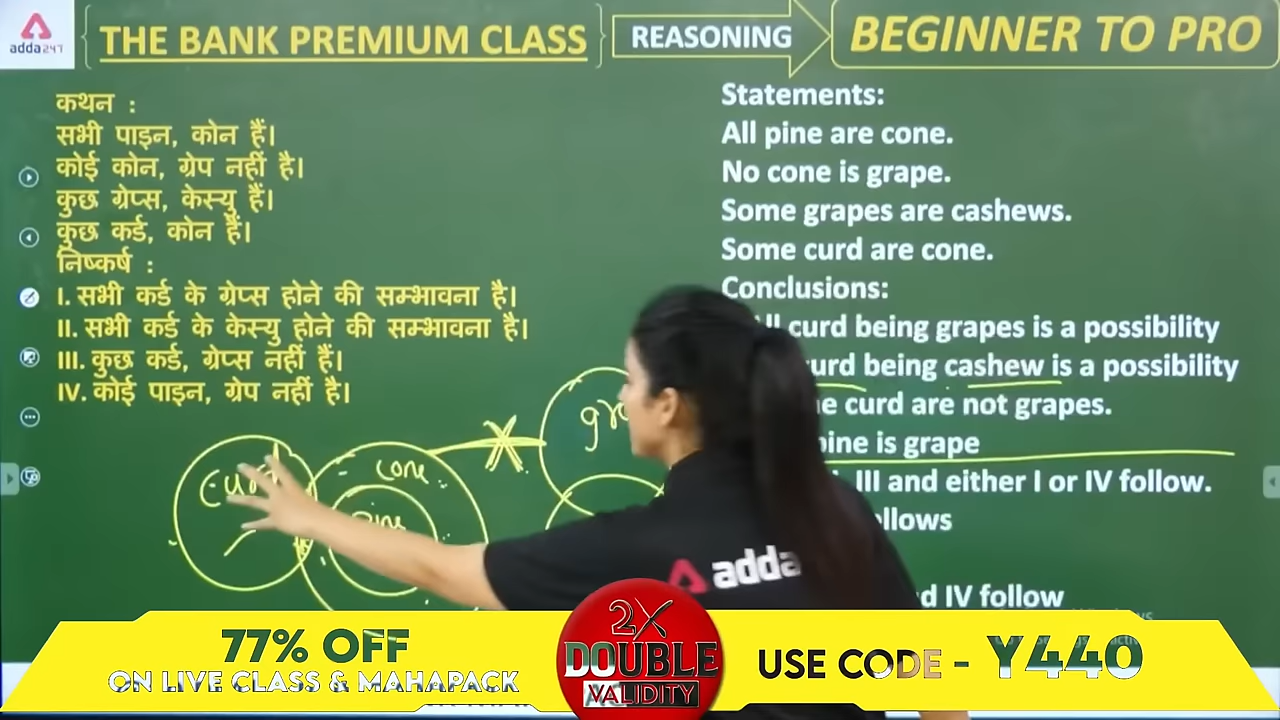 adda247
THE BANK PREMIUM CLASS
REASONING
BEGINNER TO PRO
कथन :
सभी पाइन, कोन हैं।
कोई कोन, ग्रेप नहीं है।
कुछ ग्रेप्स, केस्यु हैं।
कुछ कर्ड, कोन हैं।
निष्कर्ष :
I. सभी कर्ड के ग्रेप्स होने की सम्भावना है।
II. सभी कर्ड के केस्यु होने की सम्भावना है।
III. कुछ कर्ड, ग्रेप्स नहीं हैं।
IV. कोई पाइन, ग्रेप नहीं है।
Statements:
All pine are cone.
No cone is grape.
Some grapes are cashews.
Some curd are cone.
Conclusions:
curd being grapes is a possibility
being cashew is a possibility
curd are not grapes.
is grape
III and either I or IV follow.
IV follow
cone
adda
77% OFF
ON LIVE CLASS & MAHAPACK
2X
DOUBLE
VALIDITY
USE CODE - Y440